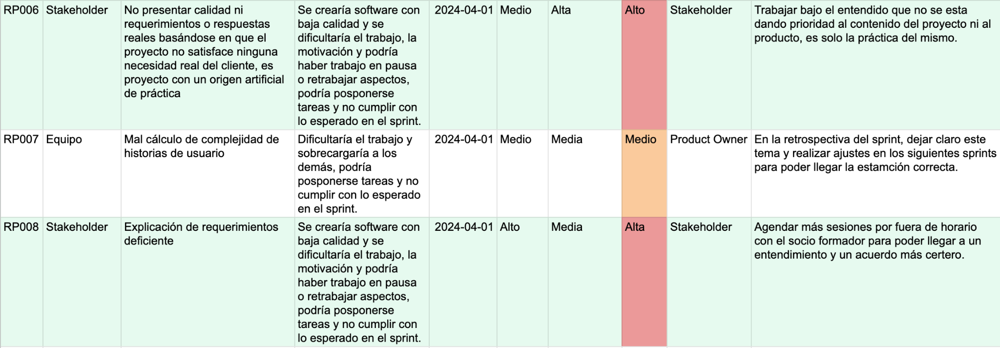 RP006
Stakeholder
No presentar calidad ni
requerimientos o respuestas
reales basándose en que el
proyecto no satisface ninguna
necesidad real del cliente, es
proyecto con un origen artificial
de práctica
Se crearía software con
baja calidad y se
dificultaría el trabajo, la
motivación y podría
haber trabajo en pausa
o retrabajar aspectos,
podría posponerse
tareas y no cumplir con
lo esperado en el sprint.
2024-04-01
Medio
Alta
Alto
Stakeholder
Trabajar bajo el entendido que no se esta
dando prioridad al contenido del proyecto ni al
producto, es solo la práctica del mismo.
RP007
Equipo
Mal cálculo de complejidad de
historias de usuario
Dificultaría el trabajo y
sobrecargaría a los
demás, podría
posponerse tareas y no
cumplir con lo esperado
en el sprint.
2024-04-01
Medio
Media
Medio
Product Owner
En la retrospectiva del sprint, dejar claro este
tema y realizar ajustes en los siguientes sprints
para poder llegar la estamción correcta.
RP008
Stakeholder
Explicación de requerimientos
deficiente
Se crearía software con
baja calidad y se
dificultaría el trabajo, la
motivación y podría
haber trabajo en pausa
o retrabajar aspectos,
podría posponerse
tareas y no cumplir con
lo esperado en el sprint.
2024-04-01
Alto
Media
Alta
Stakeholder
Agendar más sesiones por fuera de horario
con el socio formador para poder llegar a un
entendimiento y un acuerdo más certero.